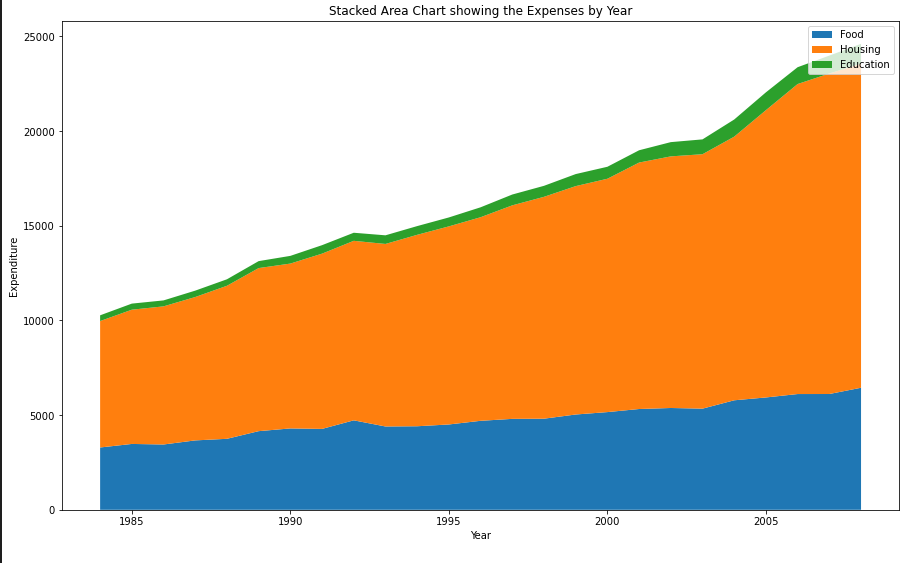 Stacked Area Chart showing the Expenses by Year
Food
Housing
Education
25000
20000
15000
10000
5000
0
Expenditure
1985 1990 1995 2000 2005
Year